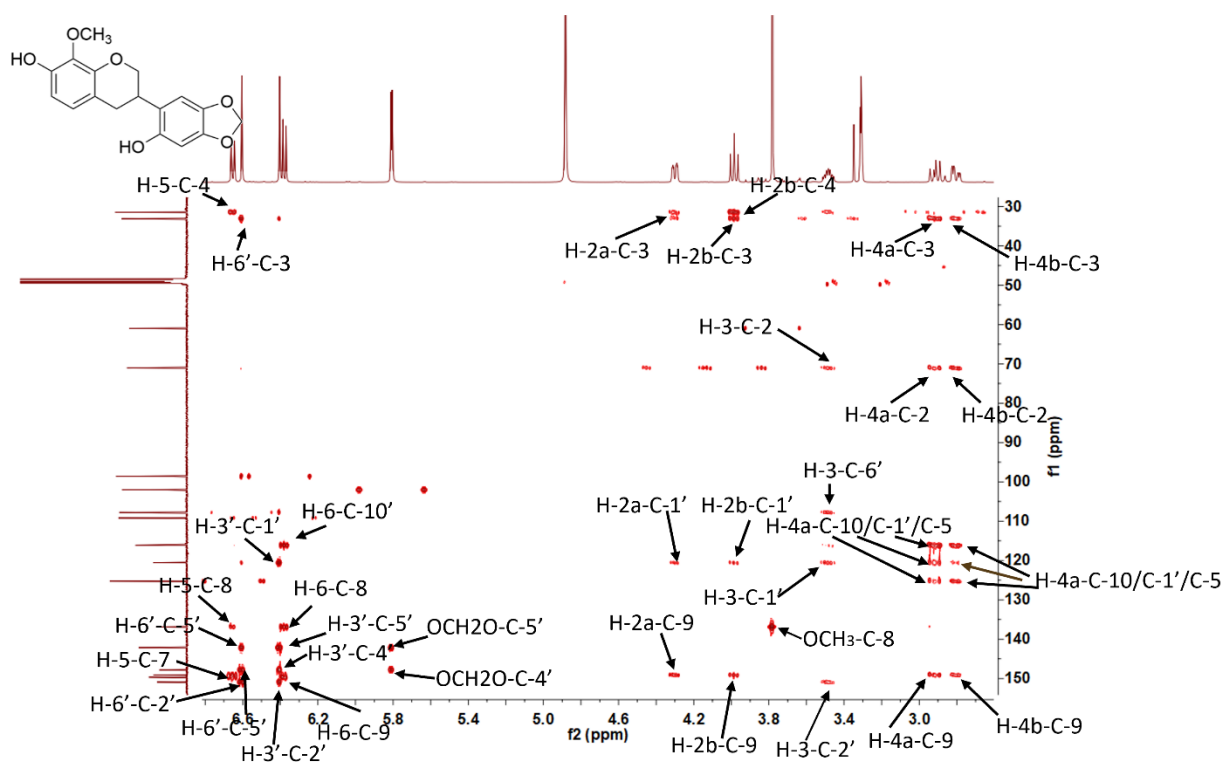 OCH₃
HO
O
O
O
HO
H-5-C-4
H-6'-C-3
H-2b-C-4
H-2a-C-3
H-2b-C-3
H-4a-C-3
H-4b-C-3
H-3-C-2
H-4a-C-2
H-4b-C-2
H-3-C-6'
H-6-C-10'
H-2a-C-1'
H-2b-C-1'
H-4a-C-10/C-1'/C-5
H-3'-C-1'
H-4a-C-10/C-1'/C-5
H-5-C-8
H-6-C-8
H-3-C-1'
H-2a-C-9
H-6'-C-5'
H-3'-C-5'
OCH2O-C-5'
OCH₃-C-8
H-3'-C-4'
H-5-C-7
OCH2O-C-4'
H-6'-C-2'
H-6'-C-5'
H-6-C-9
H-3'-C-2'
H-2b-C-9
H-3-C-2'
H-4a-C-9
H-4b-C-9
30
40
50
60
70
80
90
100
110
120
130
140
150
f1 (ppm)
6.6 6.2 5.8 5.4 5.0 4.6 4.2 3.8 3.4 3.0
f2 (ppm)